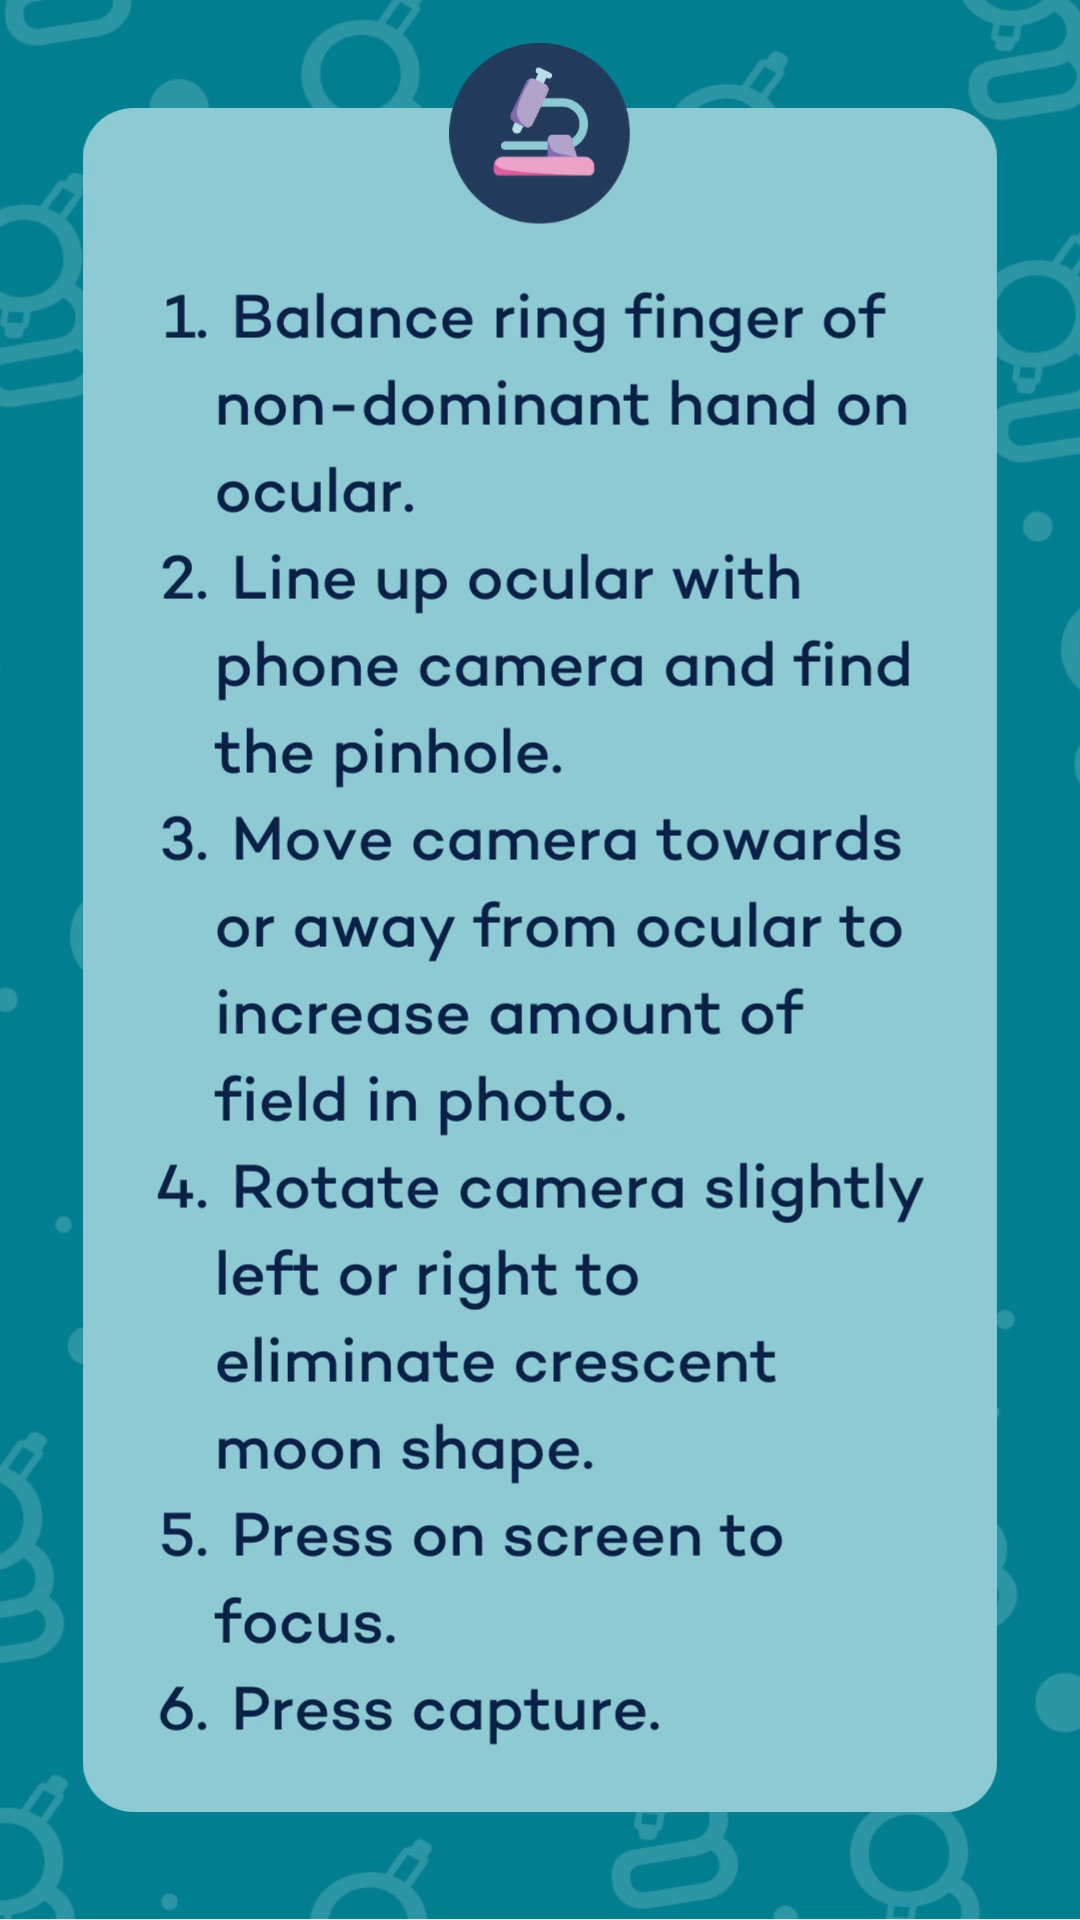 1. Balance ring finger of
non-dominant hand on
ocular.
2. Line up ocular with
phone camera and find
the pinhole.
3. Move camera towards
or away from ocular to
increase amount of
field in photo.
4. Rotate camera slightly
left or right to
eliminate crescent
moon shape.
5. Press on screen to
focus.
6. Press capture.